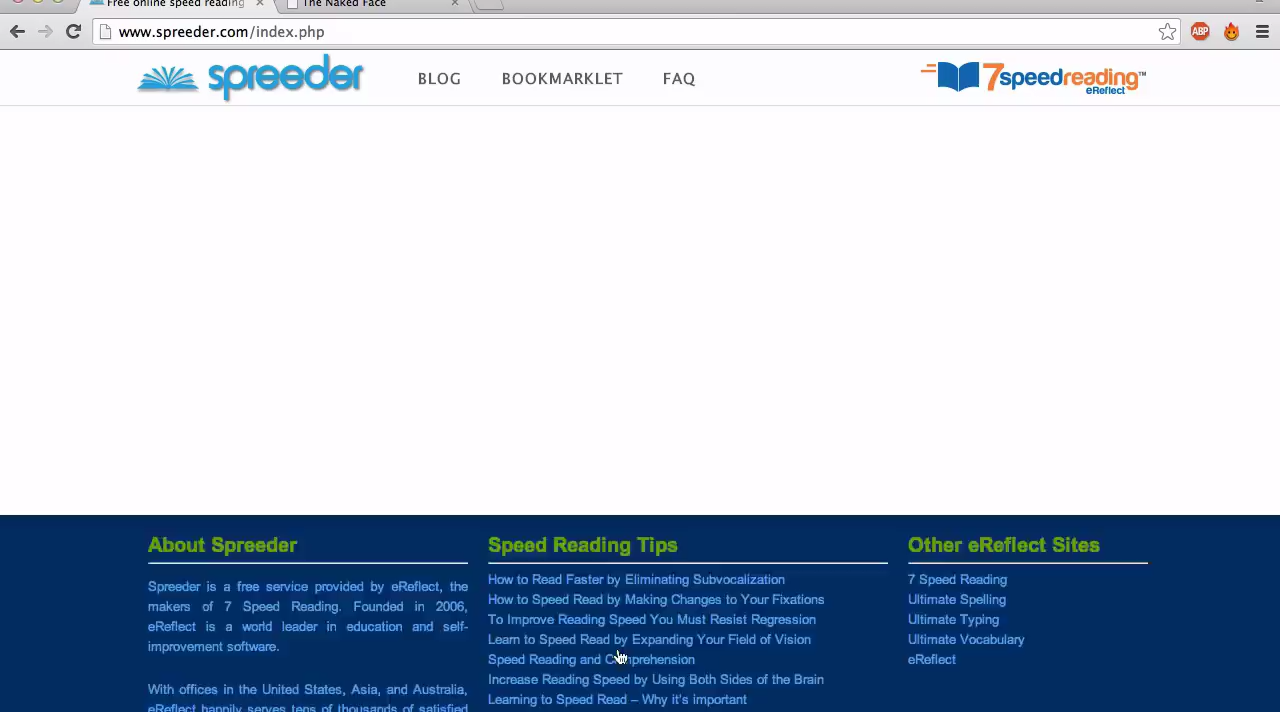 Free online speed reading
The Naked Face
www.spreeder.com/index.php
ABP
spreeder
BLOG
BOOKMARKLET
FAQ
7speedreading™
eReflect
About Spreeder
Spreeder is a free service provided by eReflect, the
makers of 7 Speed Reading. Founded in 2006,
eReflect is a world leader in education and self-
improvement software.
With offices in the United States, Asia, and Australia,
eReflect happily serves tens of thousands of satisfied
Speed Reading Tips
How to Read Faster by Eliminating Subvocalization
How to Speed Read by Making Changes to Your Fixations
To Improve Reading Speed You Must Resist Regression
Learn to Speed Read by Expanding Your Field of Vision
Speed Reading and Comprehension
Increase Reading Speed by Using Both Sides of the Brain
Learning to Speed Read – Why it's important
Other eReflect Sites
7 Speed Reading
Ultimate Spelling
Ultimate Typing
Ultimate Vocabulary
eReflect